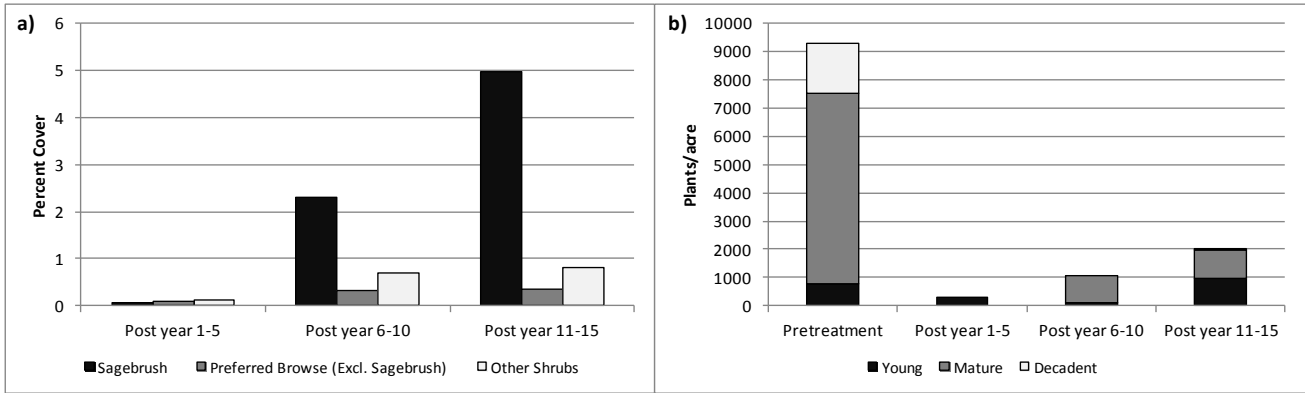 a)
Percent Cover
6
5
4
3
2
1
0
Post year 1-5 Post year 6-10 Post year 11-15
Sagebrush Preferred Browse (Excl. Sagebrush) Other Shrubs
b)
Plants/acre
10000
9000
8000
7000
6000
5000
4000
3000
2000
1000
0
Pretreatment Post year 1-5 Post year 6-10 Post year 11-15
Young Mature Decadent